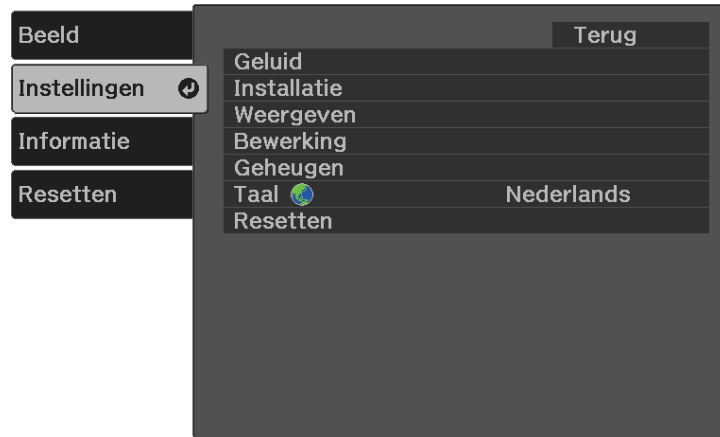 Beeld
Instellingen
Informatie
Resetten
Terug
Geluid
Installatie
Weergeven
Bewerking
Geheugen
Taal Nederlands
Resetten